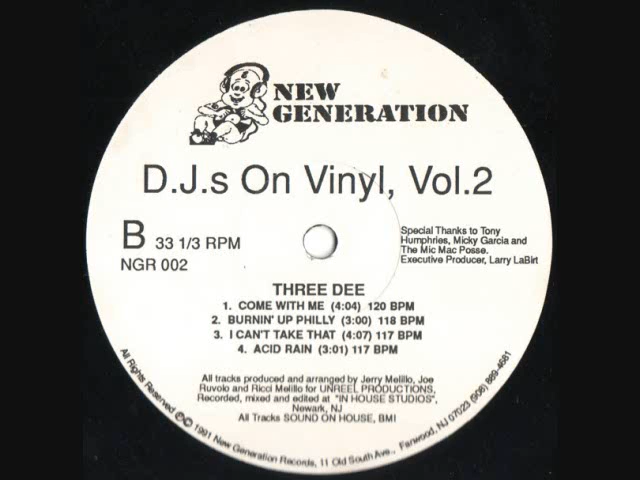 NEW
GENERATION
D.J.s On Vinyl, Vol.2
B 33 1/3 RPM
NGR 002
Special Thanks to Tony
Humphries, Micky Garcia and
The Mic Mac Posse.
Executive Producer, Larry LaBirt
THREE DEE
1. COME WITH ME (4:04) 120 BPM
2. BURNIN' UP PHILLY (3:00) 118 BPM
3. I CAN'T TAKE THAT (4:07) 117 BPM
4. ACID RAIN (3:01) 117 BPM
All tracks produced and arranged by Jerry Melillo, Joe
Ruvolo and Ricci Melillo for UNREEL PRODUCTIONS.
Recorded, mixed and edited at "IN HOUSE STUDIOS",
Newark, NJ
All Tracks SOUND ON HOUSE, BMI
All Rights Reserved ©℗ 1991 New Generation Records, 11 Old South Ave., Fanwood, NJ 07023 (908) 889-4681